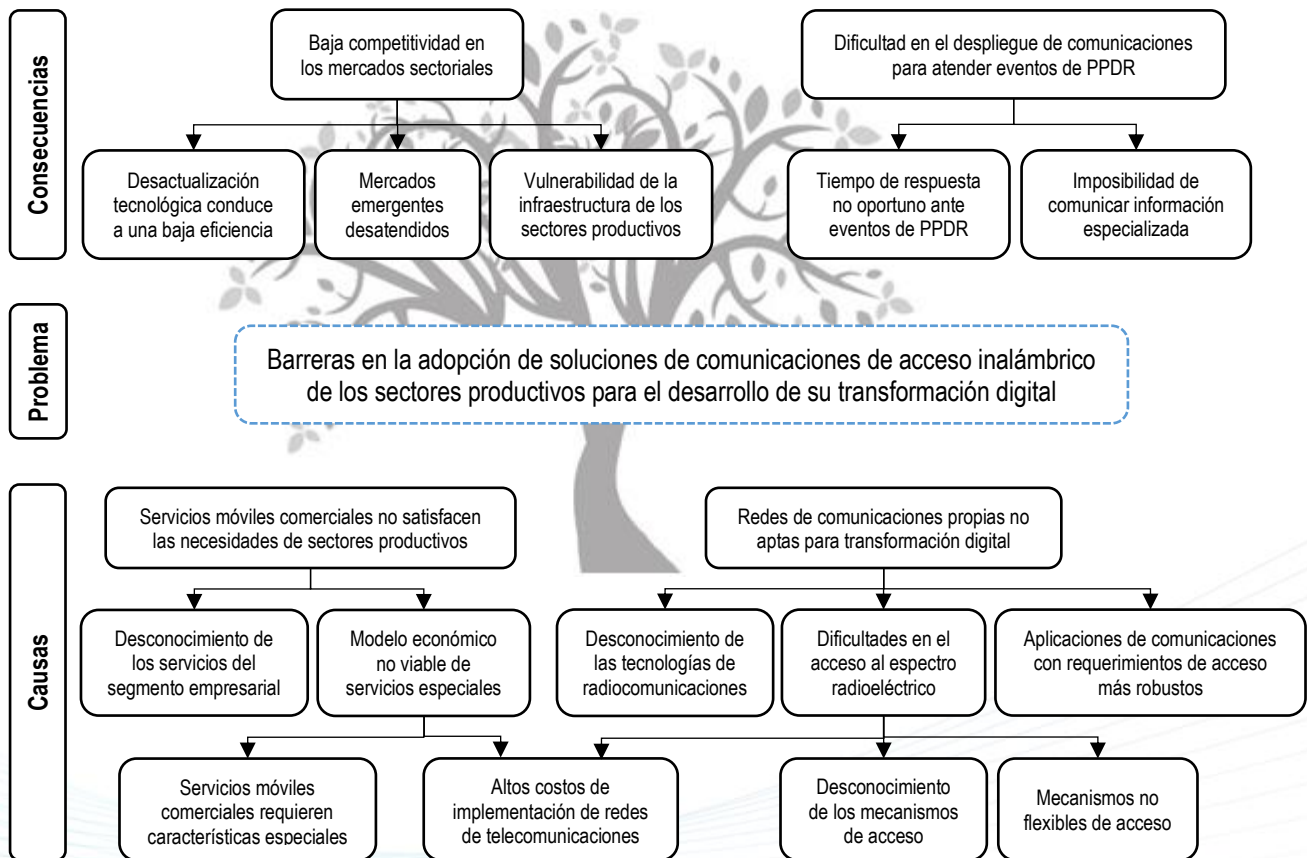 Consecuencias
Baja competitividad en
los mercados sectoriales
Dificultad en el despliegue de comunicaciones
para atender eventos de PPDR
Desactualización
tecnológica conduce
a una baja eficiencia
Mercados
emergentes
desatendidos
Vulnerabilidad de la
infraestructura de los
sectores productivos
Tiempo de respuesta
no oportuno ante
eventos de PPDR
Imposibilidad de
comunicar información
especializada
Problema
Barreras en la adopción de soluciones de comunicaciones de acceso inalámbrico
de los sectores productivos para el desarrollo de su transformación digital
Causas
Servicios móviles comerciales no satisfacen
las necesidades de sectores productivos
Redes de comunicaciones propias no
aptas para transformación digital
Desconocimiento de
los servicios del
segmento empresarial
Modelo económico
no viable de
servicios especiales
Desconocimiento de
las tecnologías de
radiocomunicaciones
Dificultades en el
acceso al espectro
radioeléctrico
Aplicaciones de comunicaciones
con requerimientos de acceso
más robustos
Servicios móviles
comerciales requieren
características especiales
Altos costos de
implementación de redes
de telecomunicaciones
Desconocimiento
de los mecanismos
de acceso
Mecanismos no
flexibles de acceso